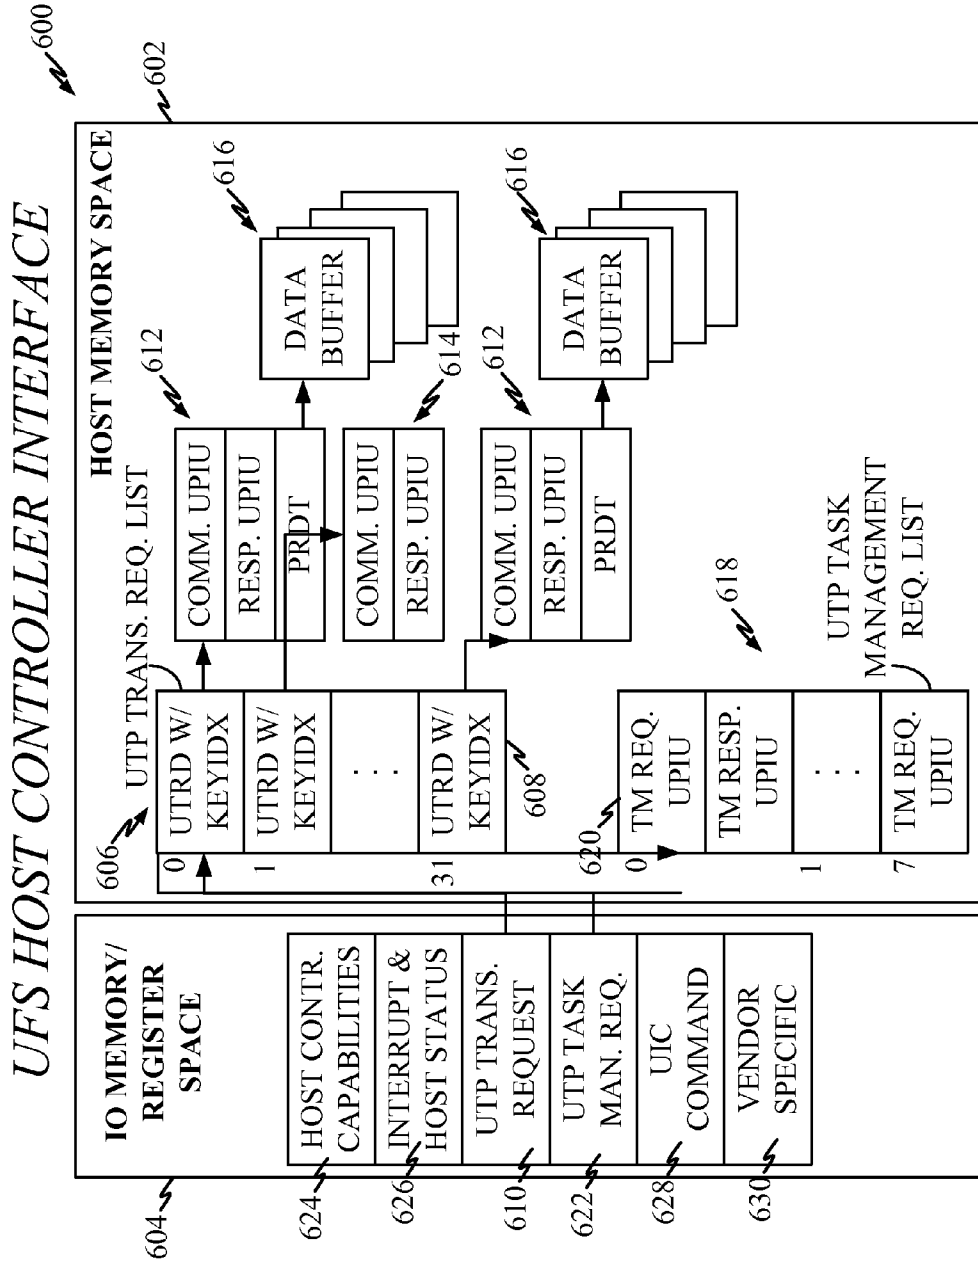 UFS HOST CONTROLLER INTERFACE
600
602
604
IO MEMORY/
REGISTER
SPACE
HOST MEMORY SPACE
624
HOST CONTR.
CAPABILITIES
626
INTERRUPT &
HOST STATUS
610
UTP TRANS.
REQUEST
622
UTP TASK
MAN. REQ.
628
UIC
COMMAND
630
VENDOR
SPECIFIC
606
UTP TRANS. REQ. LIST
0
UTRD W/
KEYIDX
1
UTRD W/
KEYIDX
. . .
31
UTRD W/
KEYIDX
608
612
COMM. UPIU
RESP. UPIU
PRDT
616
DATA
BUFFER
614
COMM. UPIU
RESP. UPIU
612
COMM. UPIU
RESP. UPIU
PRDT
616
DATA
BUFFER
618
620
0
TM REQ.
UPIU
TM RESP.
UPIU
1
. . .
7
TM REQ.
UPIU
UTP TASK
MANAGEMENT
REQ. LIST